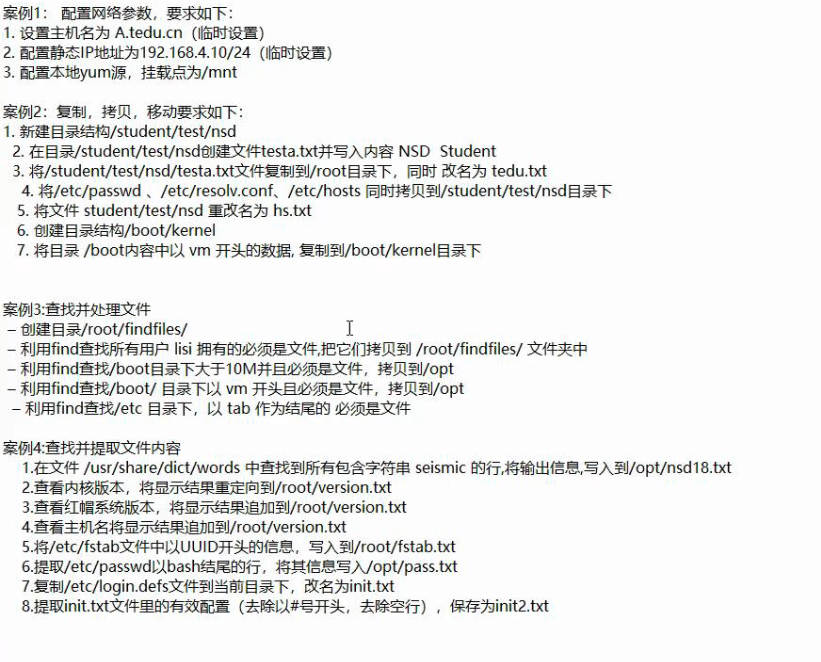 案例1： 配置网络参数，要求如下：
1. 设置主机名为 A.tedu.cn（临时设置）
2. 配置静态IP地址为192.168.4.10/24（临时设置）
3. 配置本地yum源，挂载点为/mnt
案例2：复制，拷贝，移动要求如下：
1. 新建目录结构/student/test/nsd
2. 在目录/student/test/nsd创建文件testa.txt并写入内容 NSD  Student
3. 将/student/test/nsd/testa.txt文件复制到/root目录下，同时 改名为 tedu.txt
4. 将/etc/passwd 、/etc/resolv.conf、/etc/hosts 同时拷贝到/student/test/nsd目录下
5. 将文件 student/test/nsd 重改名为 hs.txt
6. 创建目录结构/boot/kernel
7. 将目录 /boot内容中以 vm 开头的数据, 复制到/boot/kernel目录下
案例3:查找并处理文件
– 创建目录/root/findfiles/
– 利用find查找所有用户 lisi 拥有的必须是文件,把它们拷贝到 /root/findfiles/ 文件夹中
– 利用find查找/boot目录下大于10M并且必须是文件，拷贝到/opt
– 利用find查找/boot/ 目录下以 vm 开头且必须是文件，拷贝到/opt
– 利用find查找/etc 目录下，以 tab 作为结尾的 必须是文件
案例4:查找并提取文件内容
1.在文件 /usr/share/dict/words 中查找到所有包含字符串 seismic 的行,将输出信息,写入到/opt/nsd18.txt
2.查看内核版本，将显示结果重定向到/root/version.txt
3.查看红帽系统版本，将显示结果追加到/root/version.txt
4.查看主机名将显示结果追加到/root/version.txt
5.将/etc/fstab文件中以UUID开头的信息，写入到/root/fstab.txt
6.提取/etc/passwd以bash结尾的行，将其信息写入/opt/pass.txt
7.复制/etc/login.defs文件到当前目录下，改名为init.txt
8.提取init.txt文件里的有效配置（去除以#号开头，去除空行），保存为init2.txt